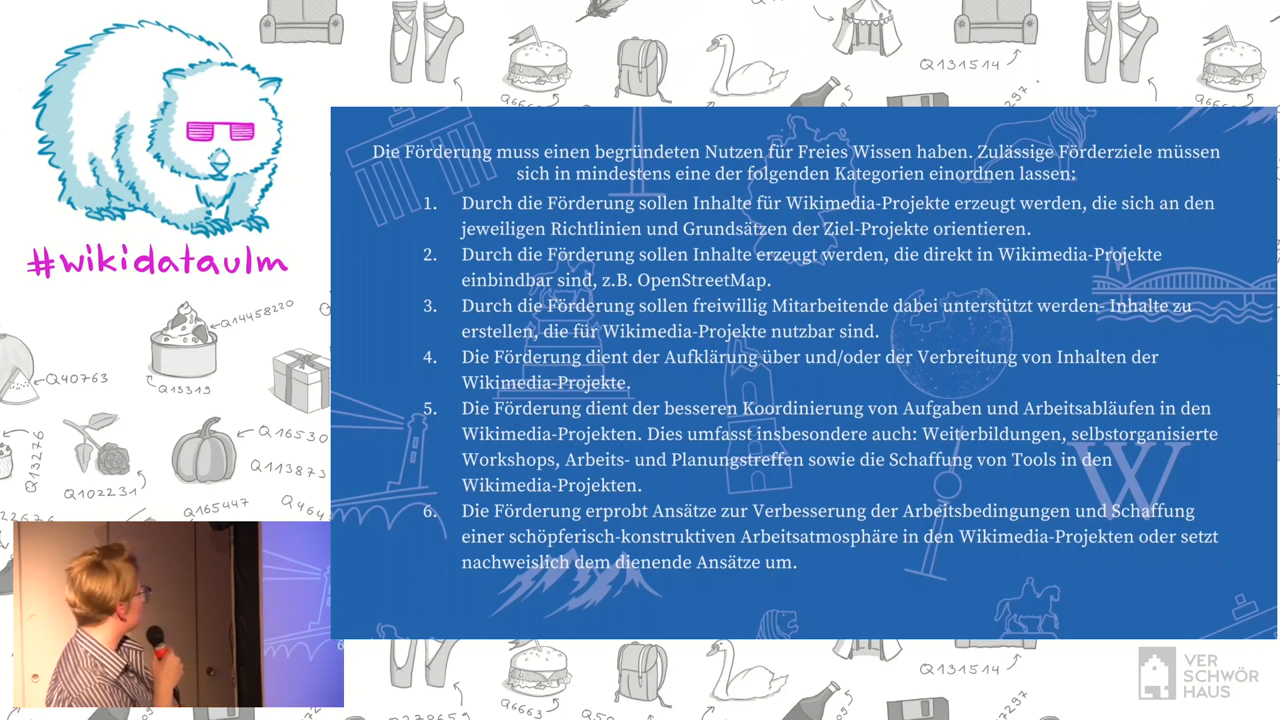 Q131514
Q6663
7297
#wikidataulm
Die Förderung muss einen begründeten Nutzen für Freies Wissen haben. Zulässige Förderziele müssen
sich in mindestens eine der folgenden Kategorien einordnen lassen:
1. Durch die Förderung sollen Inhalte für Wikimedia-Projekte erzeugt werden, die sich an den
jeweiligen Richtlinien und Grundsätzen der Ziel-Projekte orientieren.
2. Durch die Förderung sollen Inhalte erzeugt werden, die direkt in Wikimedia-Projekte
einbindbar sind, z.B. OpenStreetMap.
3. Durch die Förderung sollen freiwillig Mitarbeitende dabei unterstützt werden- Inhalte zu
erstellen, die für Wikimedia-Projekte nutzbar sind.
4. Die Förderung dient der Aufklärung über und/oder der Verbreitung von Inhalten der
Wikimedia-Projekte.
5. Die Förderung dient der besseren Koordinierung von Aufgaben und Arbeitsabläufen in den
Wikimedia-Projekten. Dies umfasst insbesondere auch: Weiterbildungen, selbstorganisierte
Workshops, Arbeits- und Planungstreffen sowie die Schaffung von Tools in den
Wikimedia-Projekten.
6. Die Förderung erprobt Ansätze zur Verbesserung der Arbeitsbedingungen und Schaffung
einer schöpferisch-konstruktiven Arbeitsatmosphäre in den Wikimedia-Projekten oder setzt
nachweislich dem dienende Ansätze um.
W
Q14458220
Q40763
Q13319
Q16530
Q13276
Q113873
Q102231
Q165447
Q464
22676
Q131514
Q6663
Q278659
7297
VER
SCHWÖR
HAUS